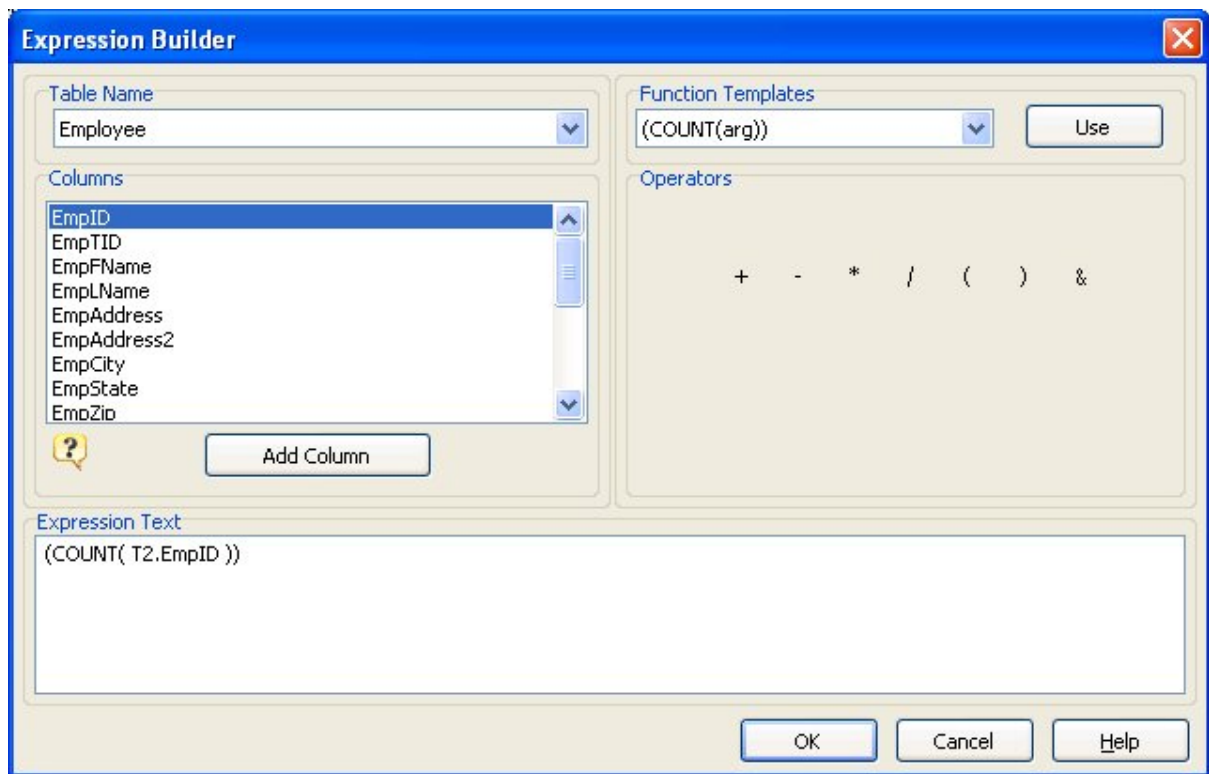 Expression Builder
Table Name
Employee
Function Templates
(COUNT(arg))
Use
Columns
EmpID
EmpTID
EmpFName
EmpLName
EmpAddress
EmpAddress2
EmpCity
EmpState
EmpZip
?
Add Column
Operators
+ - * / ( ) &
Expression Text
(COUNT( T2.EmpID ))
OK Cancel Help